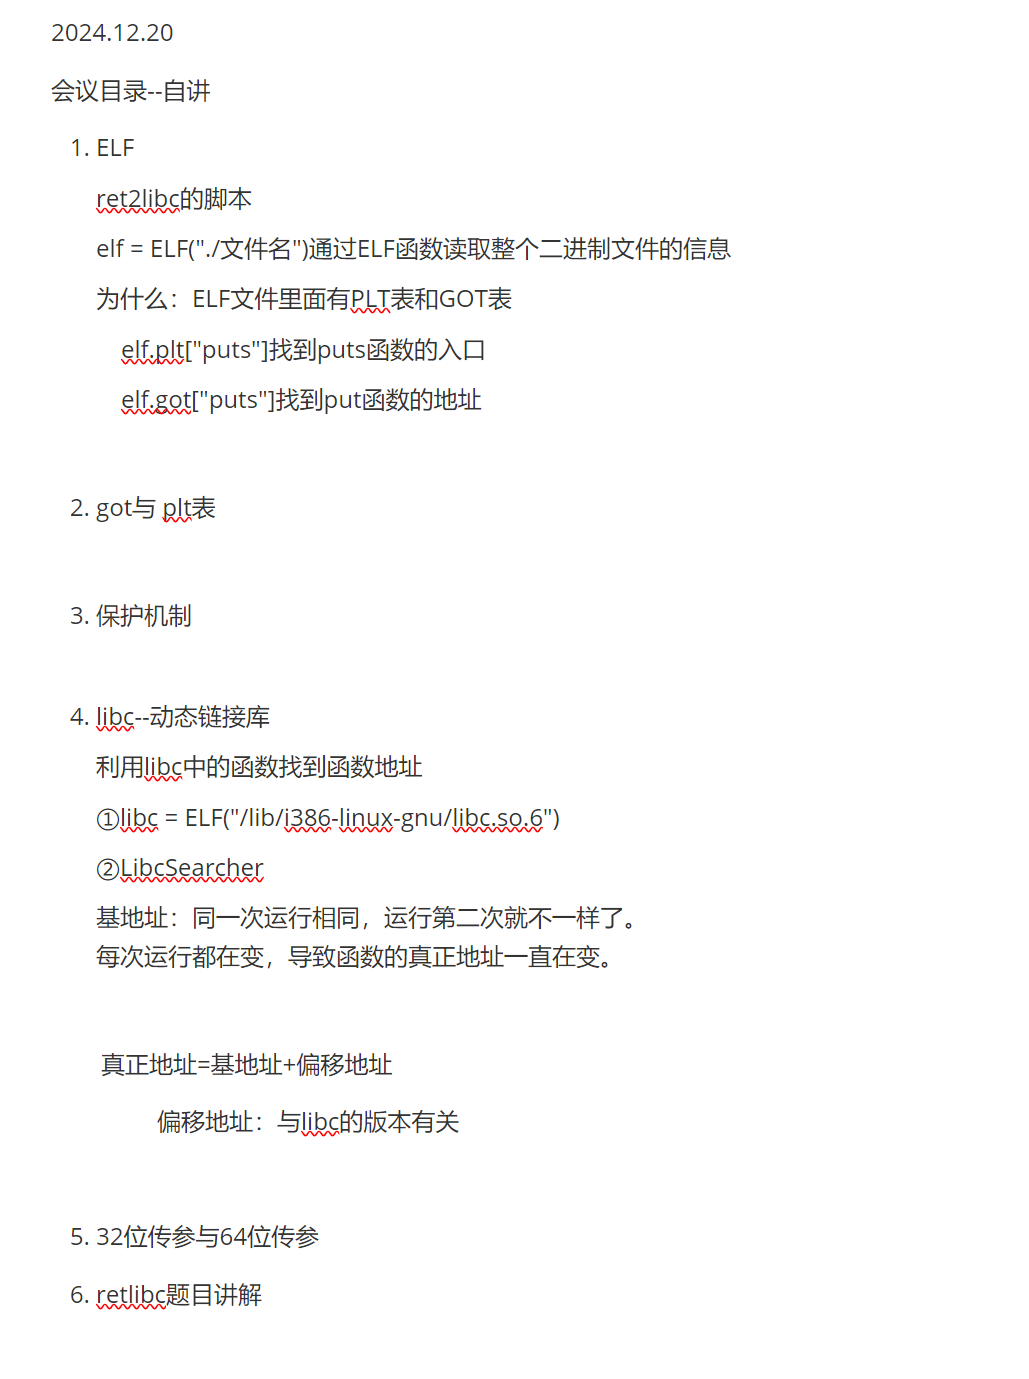 2024.12.20
会议目录--自讲
1. ELF
ret2libc的脚本
elf = ELF("./文件名")通过ELF函数读取整个二进制文件的信息
为什么：ELF文件里面有PLT表和GOT表
elf.plt["puts"]找到puts函数的入口
elf.got["puts"]找到put函数的地址
2. got与 plt表
3. 保护机制
4. libc--动态链接库
利用libc中的函数找到函数地址
①libc = ELF("/lib/i386-linux-gnu/libc.so.6")
②LibcSearcher
基地址：同一次运行相同，运行第二次就不一样了。
每次运行都在变，导致函数的真正地址一直在变。
真正地址=基地址+偏移地址
偏移地址：与libc的版本有关
5. 32位传参与64位传参
6. retlibc题目讲解